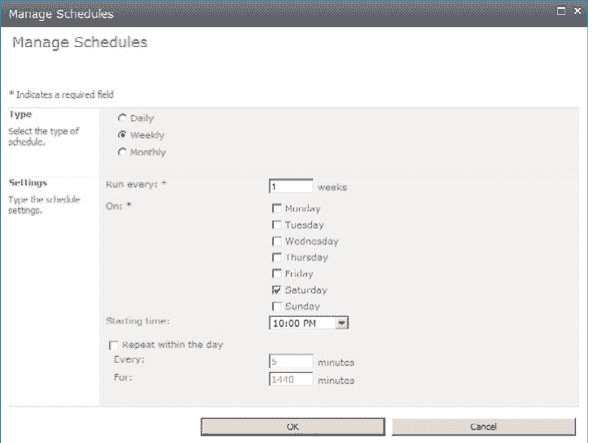 Manage Schedules
Manage Schedules
* Indicates a required field
Type
Select the type of
schedule.
Daily
Weekly
Monthly
Settings
Type the schedule
settings.
Run every: *
1 weeks
On: *
Monday
Tuesday
Wednesday
Thursday
Friday
Saturday
Sunday
Starting time:
10:00 PM
Repeat within the day
Every:
5 minutes
For:
1440 minutes
OK
Cancel